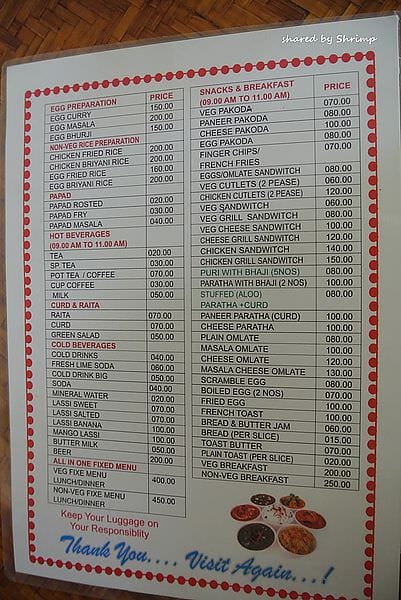 shared by Shrimp
EGG PREPARATION PRICE
EGG CURRY 150.00
EGG MASALA 200.00
EGG BHURJI 150.00
NON-VEG RICE PREPARATION
CHICKEN FRIED RICE 200.00
CHICKEN BRIYANI RICE 200.00
EGG FRIED RICE 160.00
EGG BRIYANI RICE 200.00
PAPAD
PAPAD ROSTED 020.00
PAPAD FRY 030.00
PAPAD MASALA 040.00
HOT BEVERAGES
(09.00 AM TO 11.00 AM)
TEA 020.00
SP. TEA 030.00
POT TEA / COFFEE 070.00
CUP COFFEE 030.00
MILK 050.00
CURD & RAITA
RAITA 070.00
CURD 070.00
GREEN SALAD 050.00
COLD BEVERAGES
COLD DRINKS 040.00
FRESH LIME SODA 060.00
COLD DRINK BIG 050.00
SODA 040.00
MINERAL WATER 020.00
LASSI SWEET 070.00
LASSI SALTED 070.00
LASSI BANANA 100.00
MANGO LASSI 100.00
BUTTER MILK 050.00
BEER 200.00
ALL IN ONE FIXED MENU
VEG FIXE MENU
LUNCH/DINNER 400.00
NON-VEG FIXE MENU
LUNCH/DINNER 450.00
SNACKS & BREAKFAST
(09.00 AM TO 11.00 AM) PRICE
VEG PAKODA 070.00
PANEER PAKODA 080.00
CHEESE PAKODA 100.00
EGG PAKODA 080.00
FINGER CHIPS/ 070.00
FRENCH FRIES
EGGS/OMLATE SANDWITCH 080.00
VEG CUTLETS (2 PEASE) 060.00
CHICKEN CUTLETS (2 PEASE) 120.00
VEG SANDWITCH 060.00
VEG GRILL SANDWITCH 080.00
VEG CHEESE SANDWITCH 100.00
CHEESE GRILL SANDWITCH 120.00
CHICKEN SANDWITCH 140.00
CHICKEN GRILL SANDWITCH 150.00
PURI WITH BHAJI (5NOS) 080.00
PARATHA WITH BHAJI (2 NOS) 100.00
STUFFED (ALOO) 080.00
PARATHA +CURD
PANEER PARATHA (CURD) 100.00
CHEESE PARATHA 100.00
PLAIN OMLATE 080.00
MASALA OMLATE 100.00
CHEESE OMLATE 120.00
MASALA CHEESE OMLATE 130.00
SCRAMBLE EGG 080.00
BOILED EGG (2 NOS) 070.00
FRIED EGG 100.00
FRENCH TOAST 100.00
BREAD & BUTTER JAM 060.00
BREAD (PER SLICE) 015.00
TOAST BUTTER 070.00
PLAIN TOAST (PER SLICE) 020.00
VEG BREAKFAST 200.00
NON-VEG BREAKFAST 250.00
Keep Your Luggage on
Your Responsiblity
Thank You.... Visit Again...!